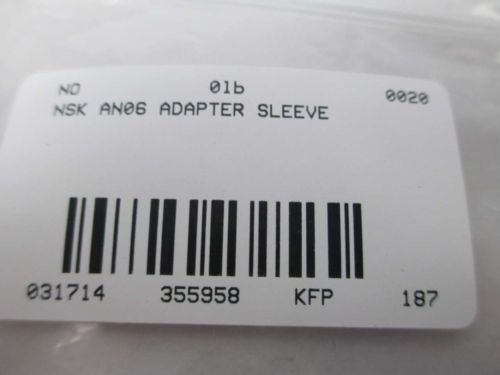 NO 01b 0020
NSK AN06 ADAPTER SLEEVE
031714 355958 KFP 187